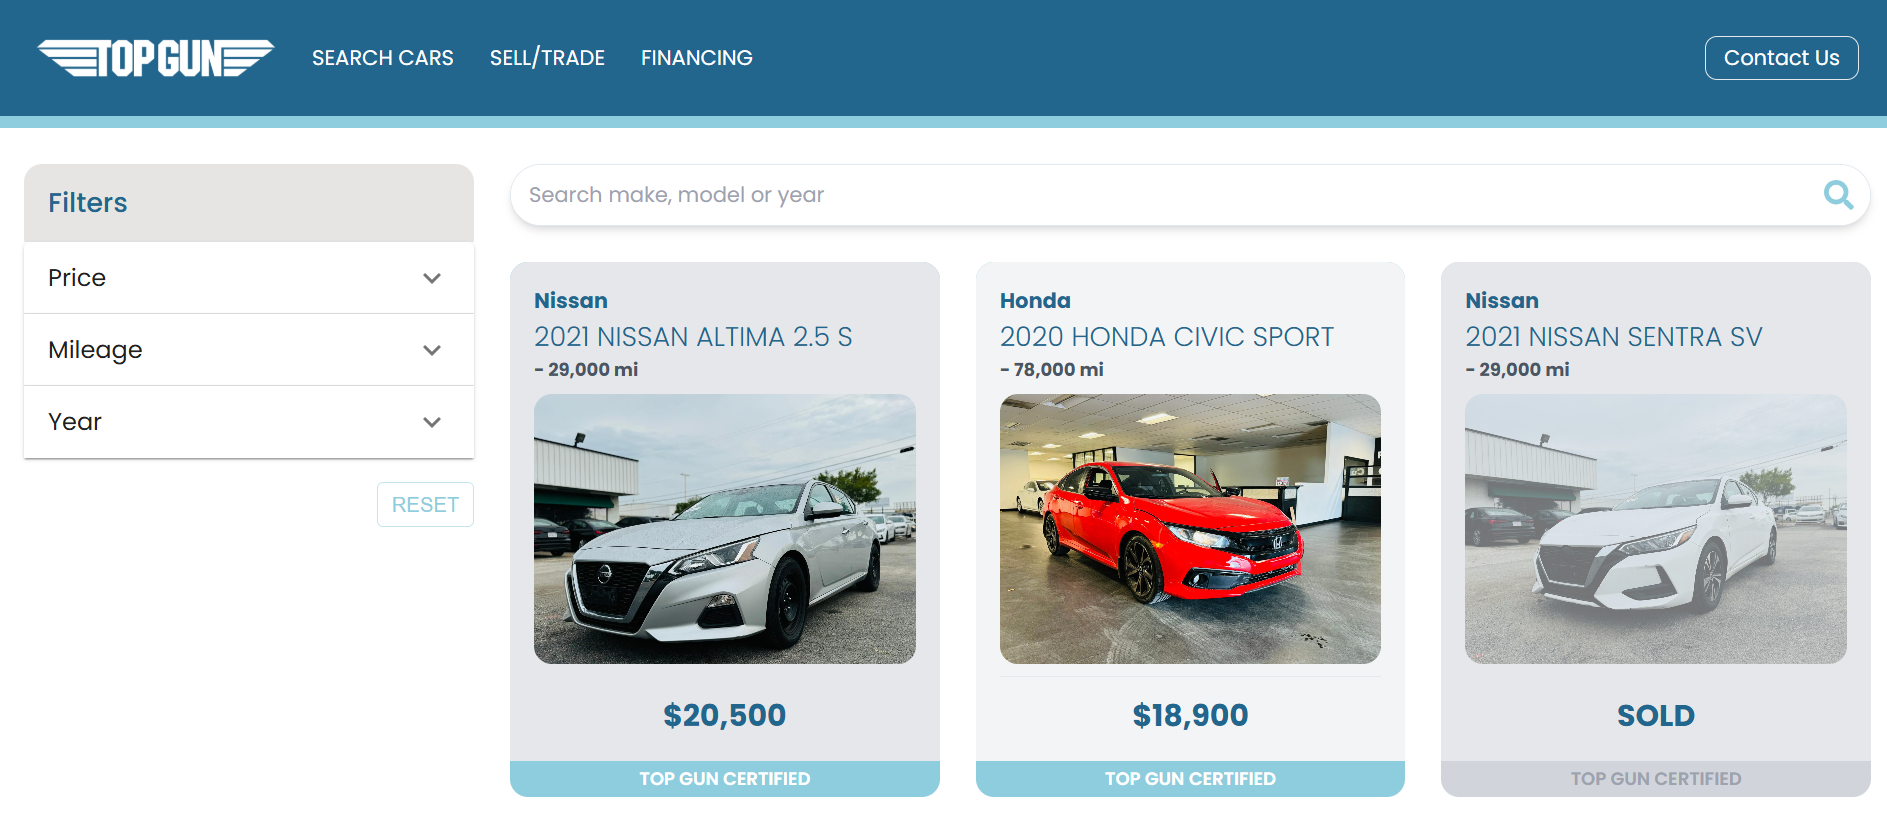 TOPGUN
SEARCH CARS
SELL/TRADE
FINANCING
Contact Us
Filters
Price
Mileage
Year
RESET
Search make, model or year
Nissan
2021 NISSAN ALTIMA 2.5 S
- 29,000 mi
$20,500
TOP GUN CERTIFIED
Honda
2020 HONDA CIVIC SPORT
- 78,000 mi
$18,900
TOP GUN CERTIFIED
Nissan
2021 NISSAN SENTRA SV
- 29,000 mi
SOLD
TOP GUN CERTIFIED